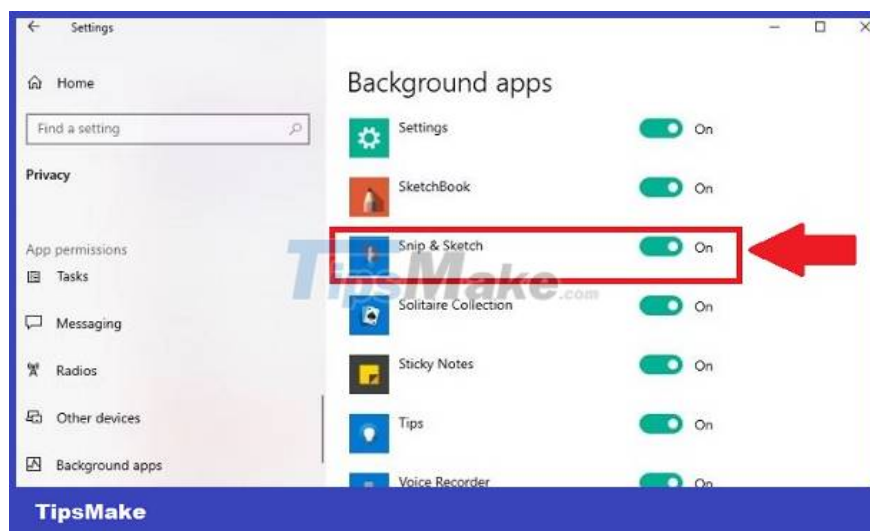 Settings
Home
Find a setting
Privacy
App permissions
Tasks
Messaging
Radios
Other devices
Background apps
Background apps
Settings On
SketchBook On
Snip & Sketch On
Solitaire Collection On
Sticky Notes On
Tips On
Voice Recorder On
TipsMake.com
TipsMake